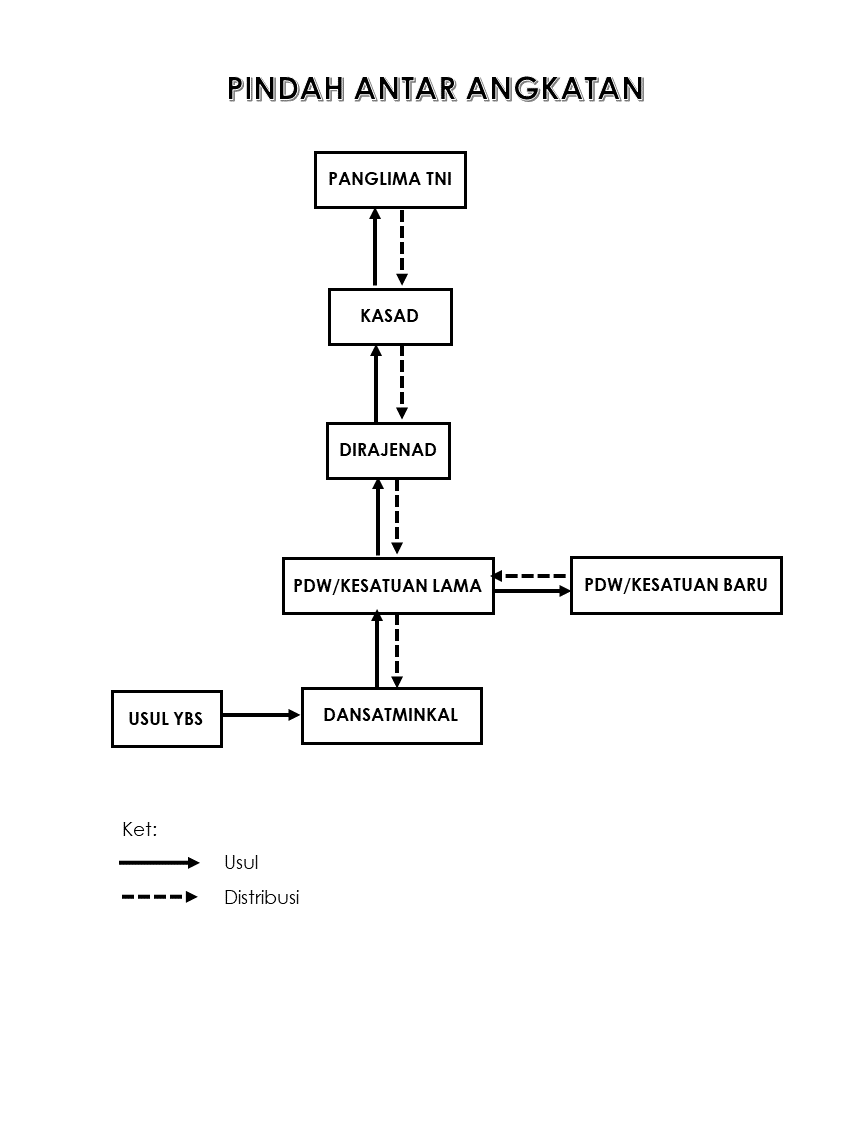 PINDAH ANTAR ANGKATAN
PANGLIMA TNI
KASAD
DIRAJENAD
PDW/KESATUAN LAMA
PDW/KESATUAN BARU
USUL YBS
DANSATMINKAL
Ket:
Usul
Distribusi